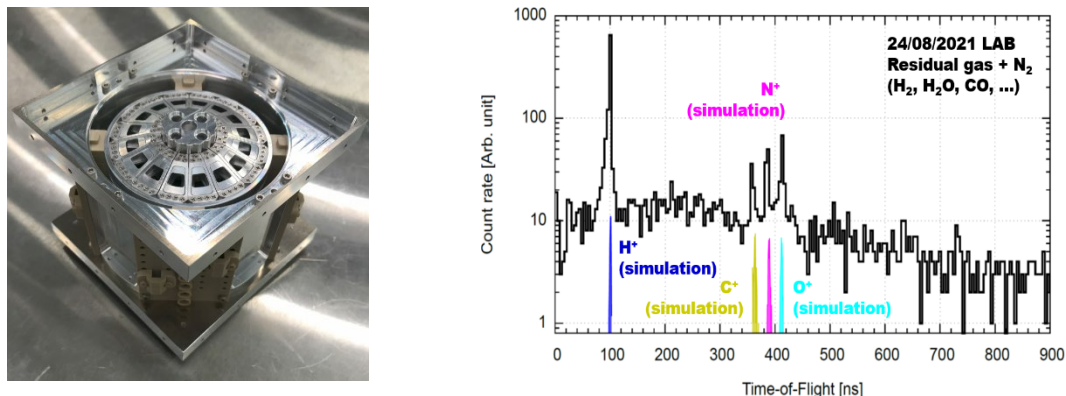 1000
100
10
1
Count rate [Arb. unit]
24/08/2021 LAB
Residual gas + N₂
(H₂, H₂O, CO, ...)
N⁺
(simulation)
H⁺
(simulation)
C⁺
(simulation)
O⁺
(simulation)
0 100 200 300 400 500 600 700 800 900
Time-of-Flight [ns]